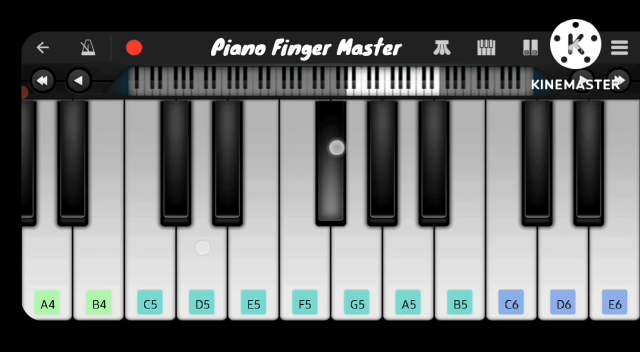 Piano Finger Master
K
KINEMASTER
A4 B4 C5 D5 E5 F5 G5 A5 B5 C6 D6 E6